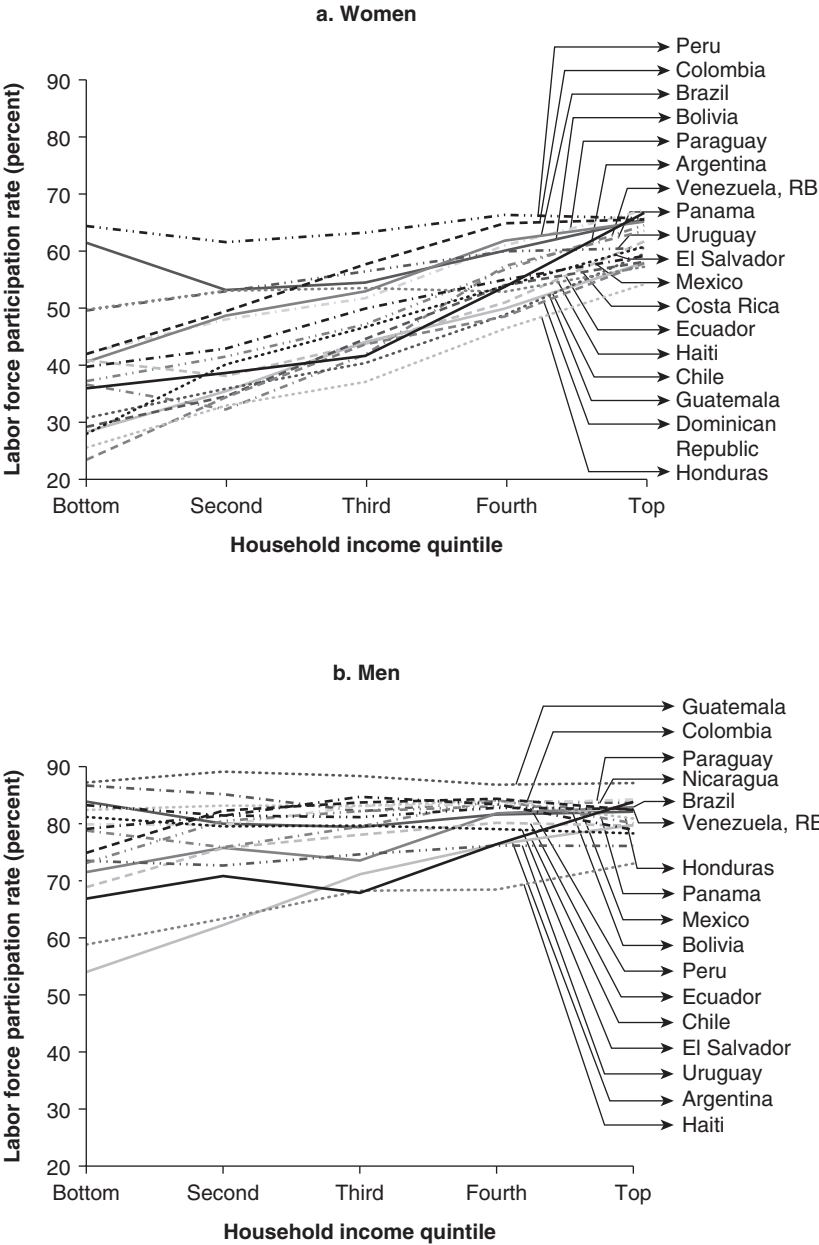 a. Women
Labor force participation rate (percent)
90
80
70
60
50
40
30
20
Bottom Second Third Fourth Top
Household income quintile
Peru
Colombia
Brazil
Bolivia
Paraguay
Argentina
Venezuela, RB
Panama
Uruguay
El Salvador
Mexico
Costa Rica
Ecuador
Haiti
Chile
Guatemala
Dominican
Republic
Honduras
b. Men
Labor force participation rate (percent)
90
80
70
60
50
40
30
20
Bottom Second Third Fourth Top
Household income quintile
Guatemala
Colombia
Paraguay
Nicaragua
Brazil
Venezuela, RB
Honduras
Panama
Mexico
Bolivia
Peru
Ecuador
Chile
El Salvador
Uruguay
Argentina
Haiti